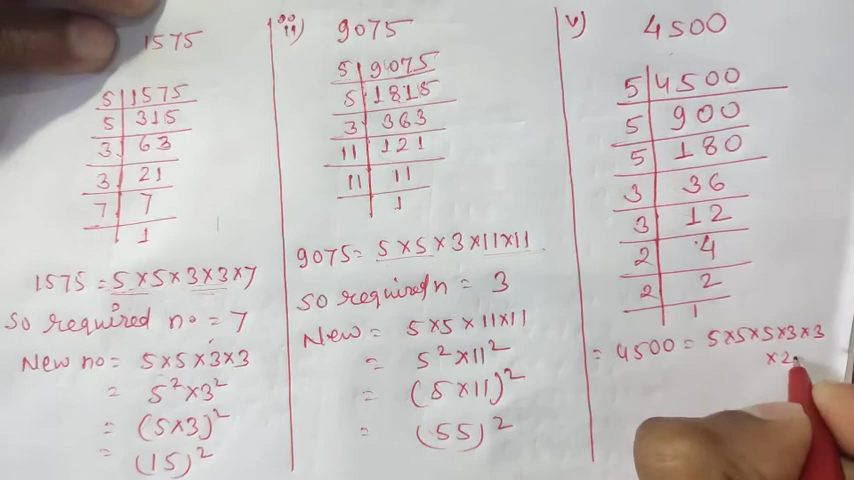 1575
5 | 1575
5 | 315
3 | 63
3 | 21
7 | 7
1
1575 = 5×5×3×3×7
So required no = 7
New no = 5×5×3×3
= 5²×3²
= (5×3)²
= (15)²
iii) 9075
5 | 9075
5 | 1815
3 | 363
11 | 121
11 | 11
1
9075 = 5×5×3×11×11
So required n = 3
New = 5×5×11×11
= 5²×11²
= (5×11)²
= (55)²
v) 4500
5 | 4500
5 | 900
5 | 180
3 | 36
3 | 12
2 | 4
2 | 2
1
= 4500 = 5×5×5×3×3
×2